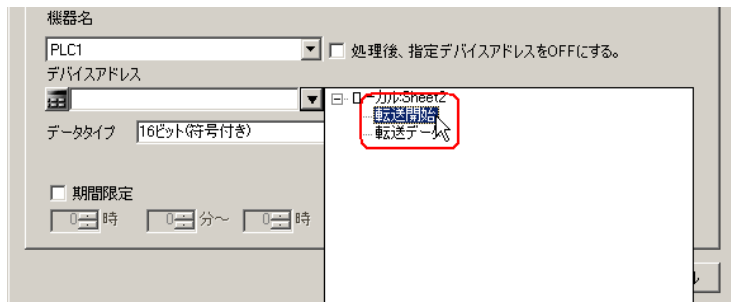 機器名
PLC1
処理後、指定デバイスアドレスをOFFにする。
デバイスアドレス
ローカル:Sheet2
転送開始
転送データ
データタイプ 16ビット(符号付き)
期間限定
0 時 0 分~ 0 時
ル